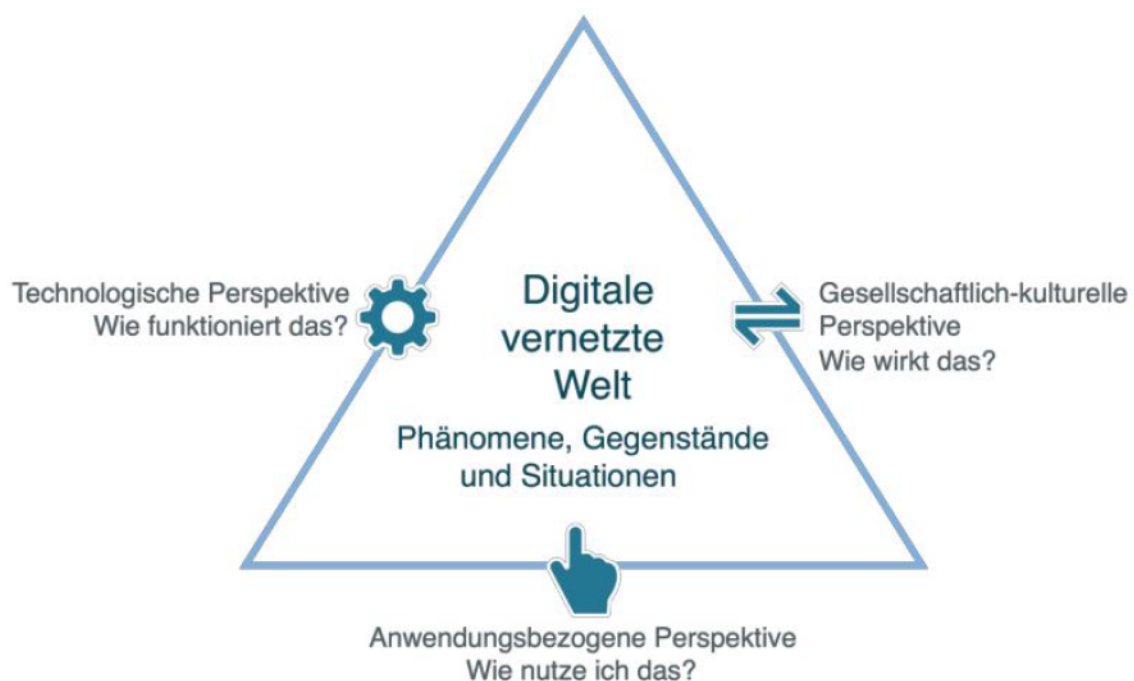 Technologische Perspektive
Wie funktioniert das?
Digitale
vernetzte
Welt
Phänomene, Gegenstände
und Situationen
Gesellschaftlich-kulturelle
Perspektive
Wie wirkt das?
Anwendungsbezogene Perspektive
Wie nutze ich das?